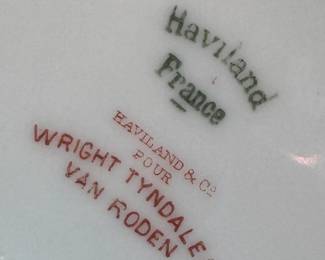 Haviland
France
HAVILAND & Co
POUR
WRIGHT TYNDALE
VAN RODEN